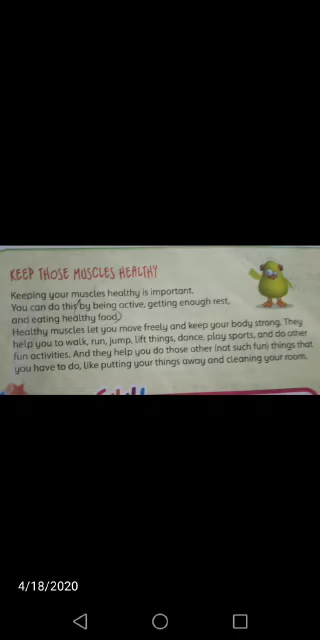 KEEP THOSE MUSCLES HEALTHY
Keeping your muscles healthy is important.
You can do this by being active, getting enough rest,
and eating healthy food.
Healthy muscles let you move freely and keep your body strong. They
help you to walk, run, jump, lift things, dance, play sports, and do other
fun activities. And they help you do those other (not such fun) things that
you have to do, like putting your things away and cleaning your room.
4/18/2020